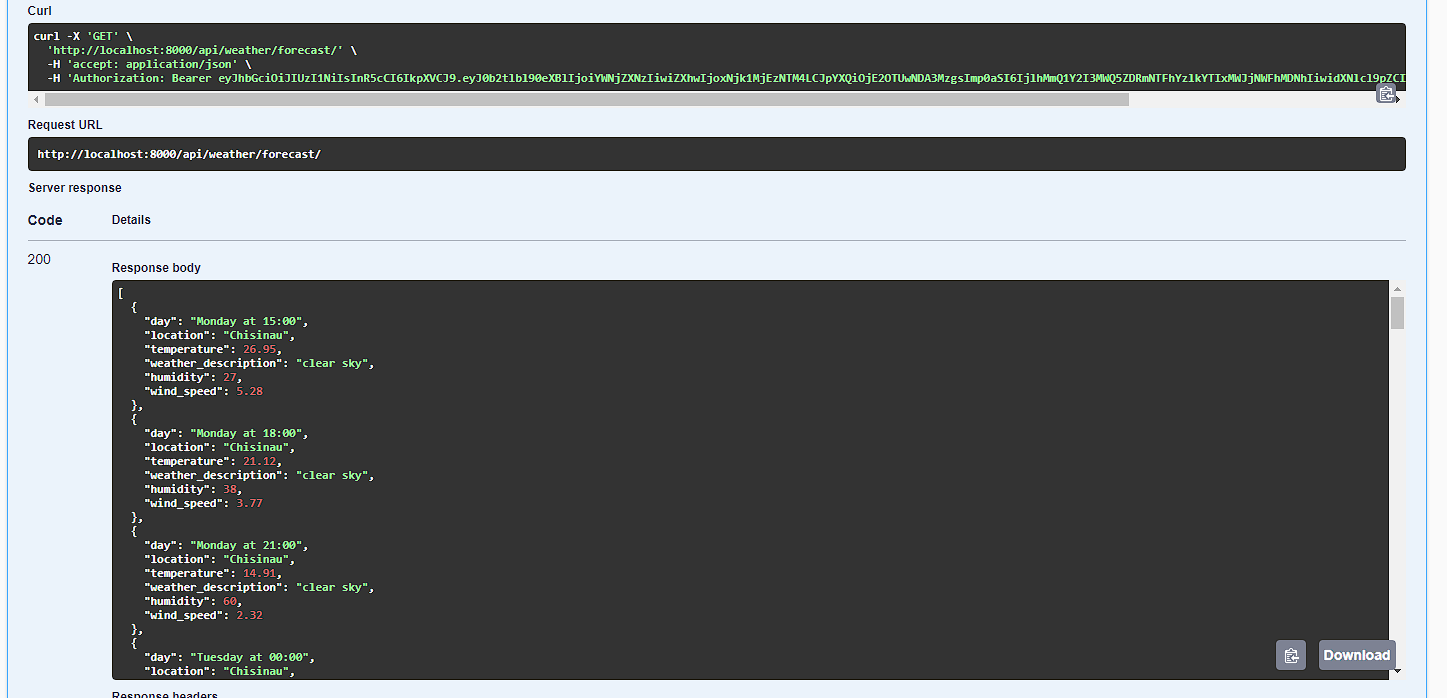 Curl
curl -X 'GET' \
'http://localhost:8000/api/weather/forecast/' \
-H 'accept: application/json' \
-H 'Authorization: Bearer eyJhbGciOiJIUzI1NiIsInR5cCI6IkpXVCJ9.eyJ0b2tlbl90eXBlIjoiYWNjZXNzIiwiZXhwIjoxNjk1MjEzNTM4LCJpYXQiOjE2OTUwNDA3MzgsImp0aSI6IjlhMmQ1Y2I3MWQ5ZDRmNTFhYzlkYTIxMWJjNWFhMDNhIiwidXNlcl9pZCI
Request URL
http://localhost:8000/api/weather/forecast/
Server response
Code Details
200
Response body
[
{
"day": "Monday at 15:00",
"location": "Chisinau",
"temperature": 26.95,
"weather_description": "clear sky",
"humidity": 27,
"wind_speed": 5.28
},
{
"day": "Monday at 18:00",
"location": "Chisinau",
"temperature": 21.12,
"weather_description": "clear sky",
"humidity": 38,
"wind_speed": 3.77
},
{
"day": "Monday at 21:00",
"location": "Chisinau",
"temperature": 14.91,
"weather_description": "clear sky",
"humidity": 60,
"wind_speed": 2.32
},
{
"day": "Tuesday at 00:00",
"location": "Chisinau",
Download
Response headers